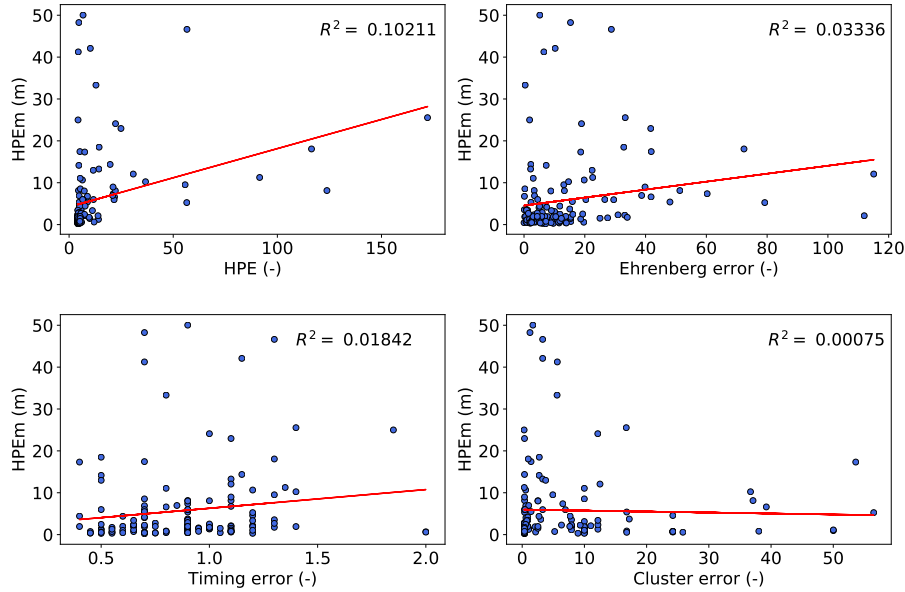 50
40
30
20
10
0
HPEm (m)
R² = 0.10211
0 50 100 150
HPE (-)
50
40
30
20
10
0
HPEm (m)
R² = 0.03336
0 20 40 60 80 100 120
Ehrenberg error (-)
50
40
30
20
10
0
HPEm (m)
R² = 0.01842
0.5 1.0 1.5 2.0
Timing error (-)
50
40
30
20
10
0
HPEm (m)
R² = 0.00075
0 10 20 30 40 50
Cluster error (-)